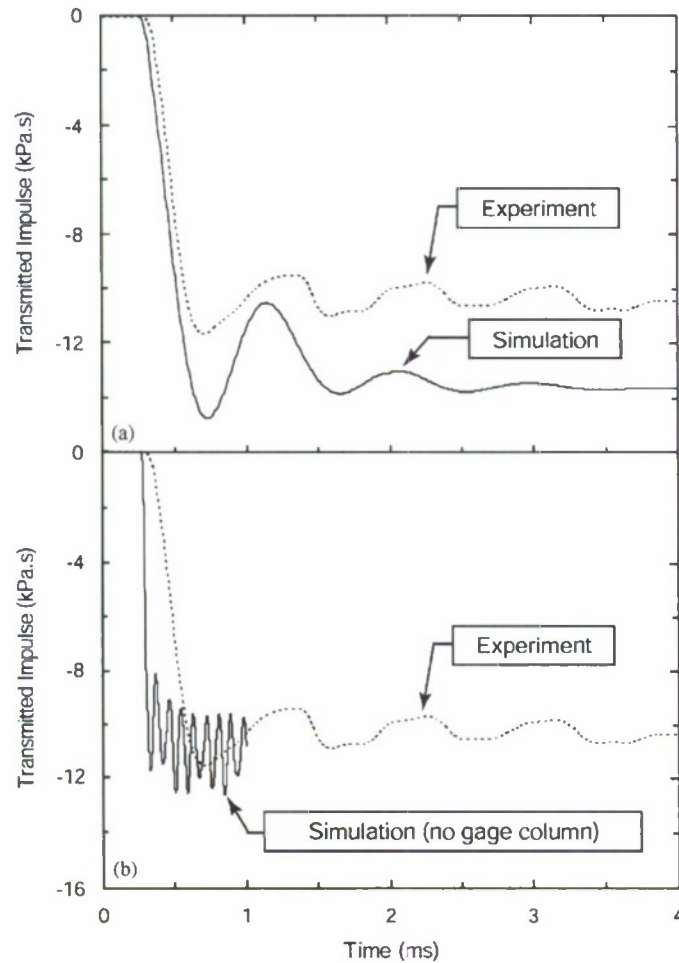 0
-4
-8
-12
Transmitted Impulse (kPa.s)
Experiment
Simulation
(a)
0
-4
-8
-12
-16
Transmitted Impulse (kPa.s)
Experiment
Simulation (no gage column)
(b)
0
1
2
3
4
Time (ms)